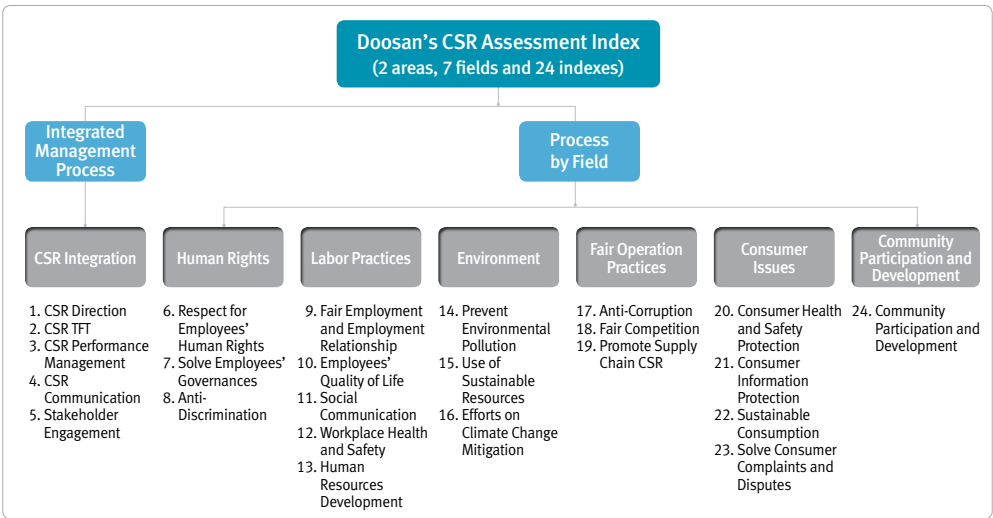 Doosan's CSR Assessment Index
(2 areas, 7 fields and 24 indexes)
Integrated
Management
Process
Process
by Field
CSR Integration
Human Rights
Labor Practices
Environment
Fair Operation
Practices
Consumer
Issues
Community
Participation and
Development
1. CSR Direction
2. CSR TFT
3. CSR Performance
Management
4. CSR
Communication
5. Stakeholder
Engagement
6. Respect for
Employees'
Human Rights
7. Solve Employees'
Governances
8. Anti-
Discrimination
9. Fair Employment
and Employment
Relationship
10. Employees'
Quality of Life
11. Social
Communication
12. Workplace Health
and Safety
13. Human
Resources
Development
14. Prevent
Environmental
Pollution
15. Use of
Sustainable
Resources
16. Efforts on
Climate Change
Mitigation
17. Anti-Corruption
18. Fair Competition
19. Promote Supply
Chain CSR
20. Consumer Health
and Safety
Protection
21. Consumer
Information
Protection
22. Sustainable
Consumption
23. Solve Consumer
Complaints and
Disputes
24. Community
Participation and
Development